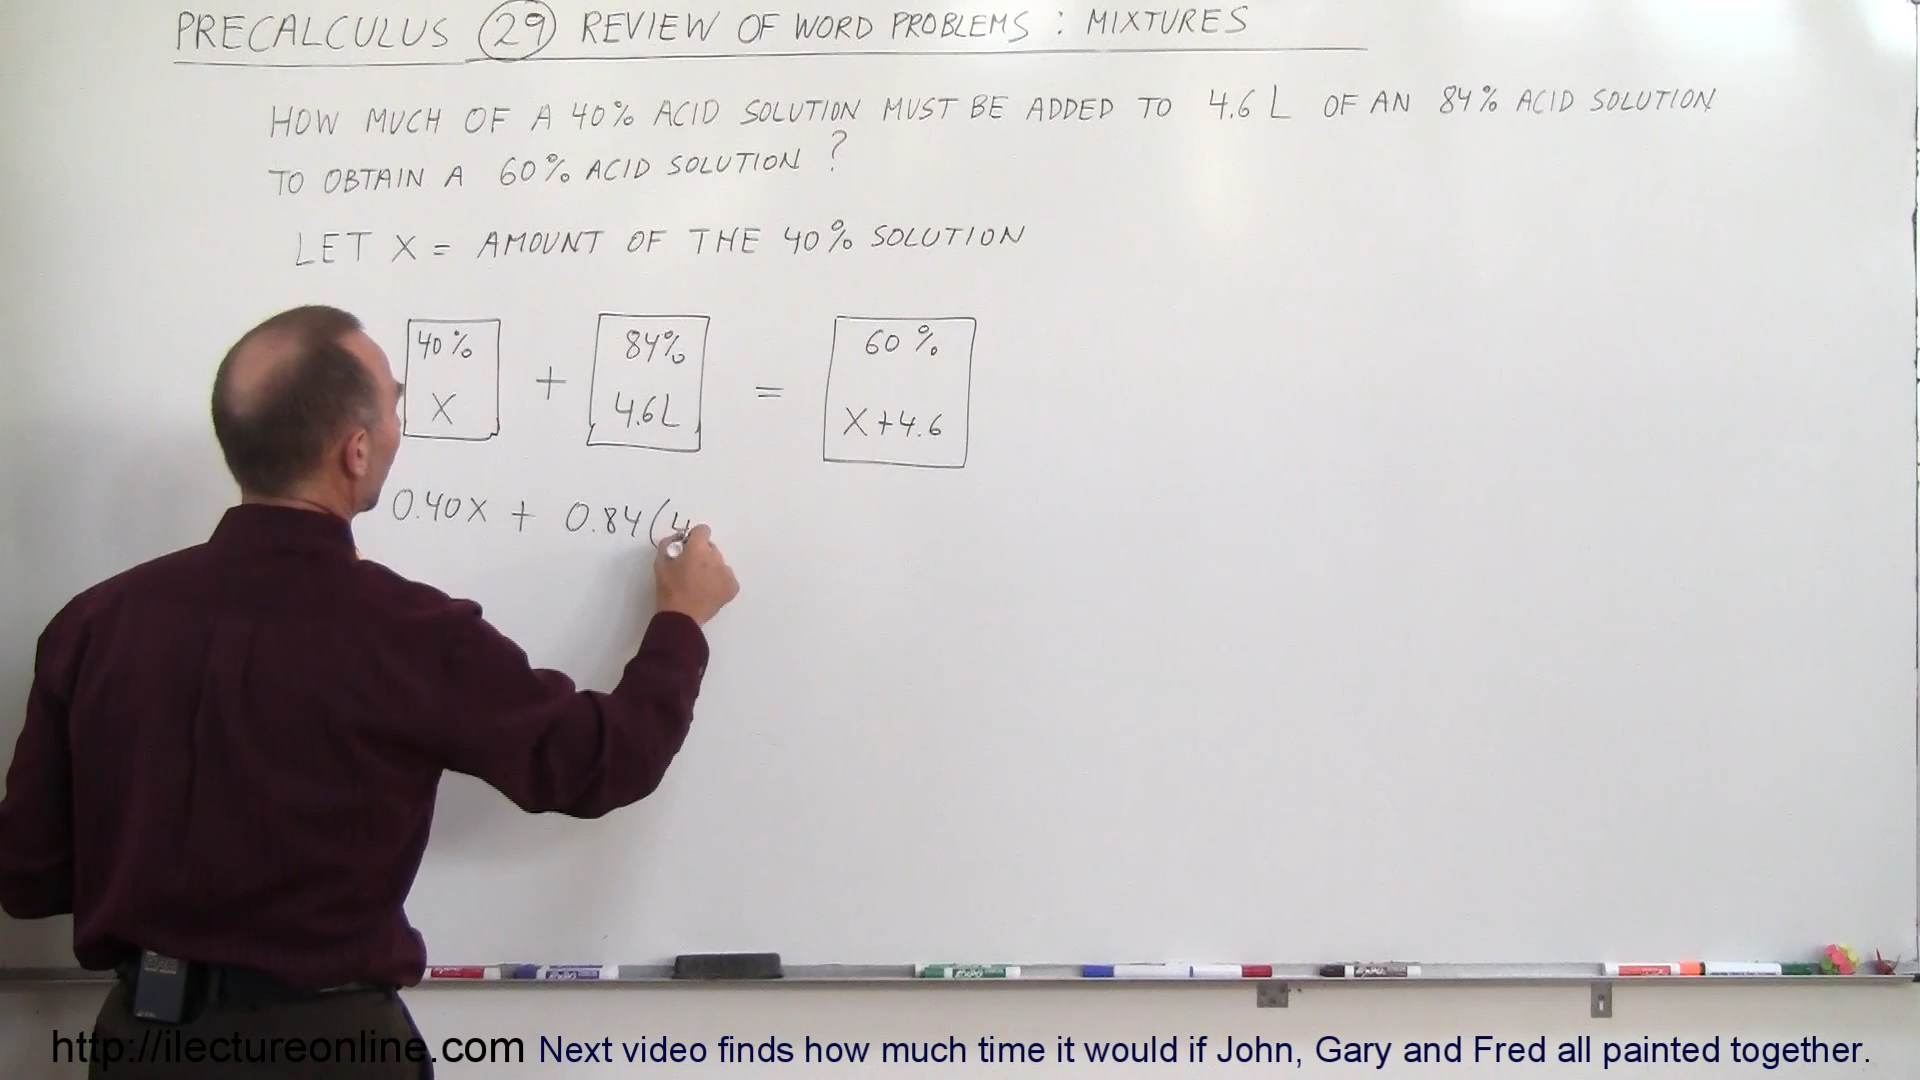 PRECALCULUS 29 REVIEW OF WORD PROBLEMS : MIXTURES
HOW MUCH OF A 40% ACID SOLUTION MUST BE ADDED TO 4.6 L OF AN 84% ACID SOLUTION
TO OBTAIN A 60% ACID SOLUTION ?
LET X = AMOUNT OF THE 40% SOLUTION
40% 84% 60%
X + 4.6L = X+4.6
0.40X + 0.84(4
http://ilectureonline.com Next video finds how much time it would if John, Gary and Fred all painted together.